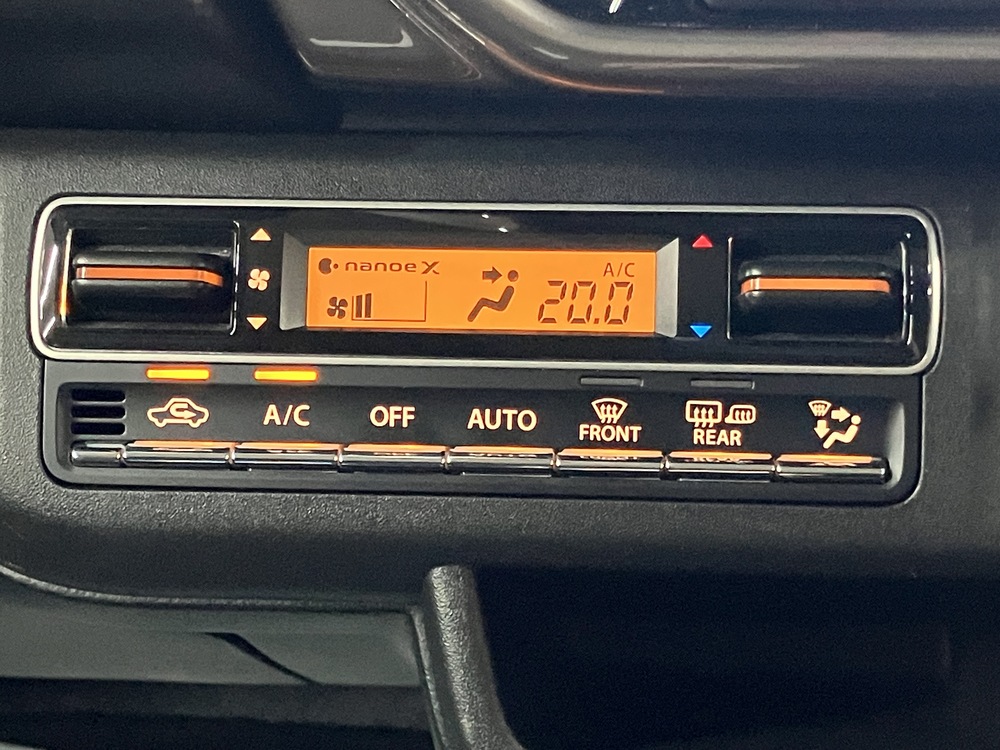 nanoe X
A/C
20.0
A/C
OFF
AUTO
FRONT
REAR